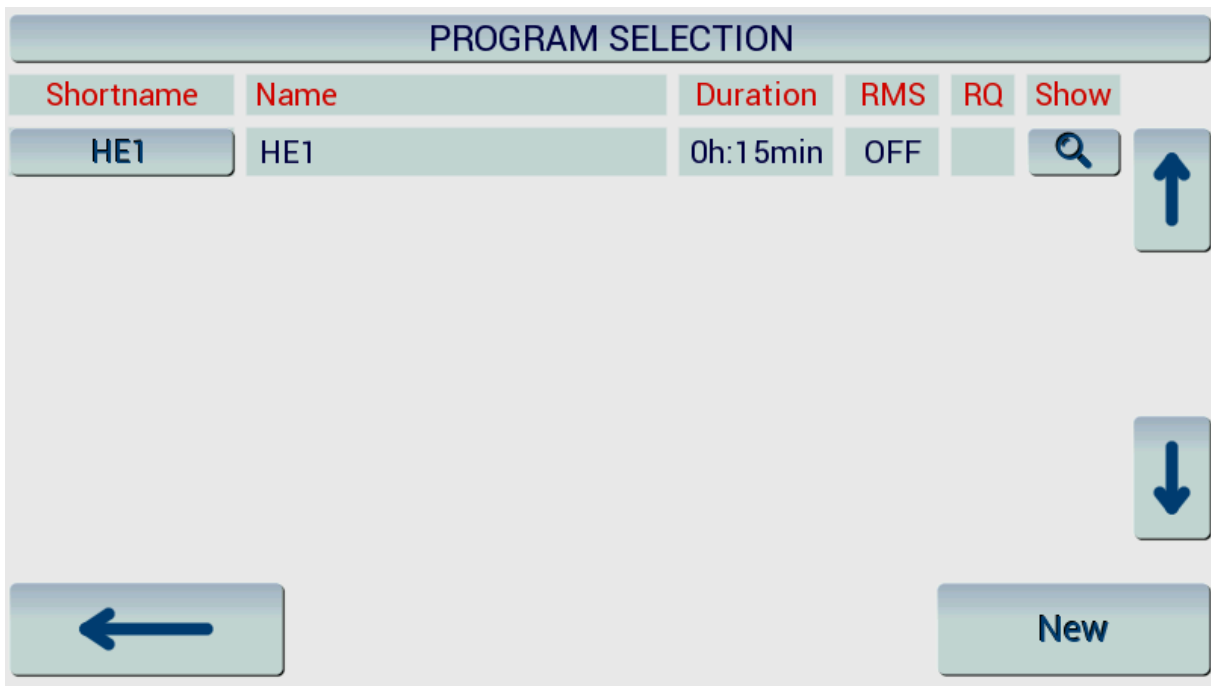 PROGRAM SELECTION
Shortname Name Duration RMS RQ Show
HE1 HE1 0h:15min OFF
New